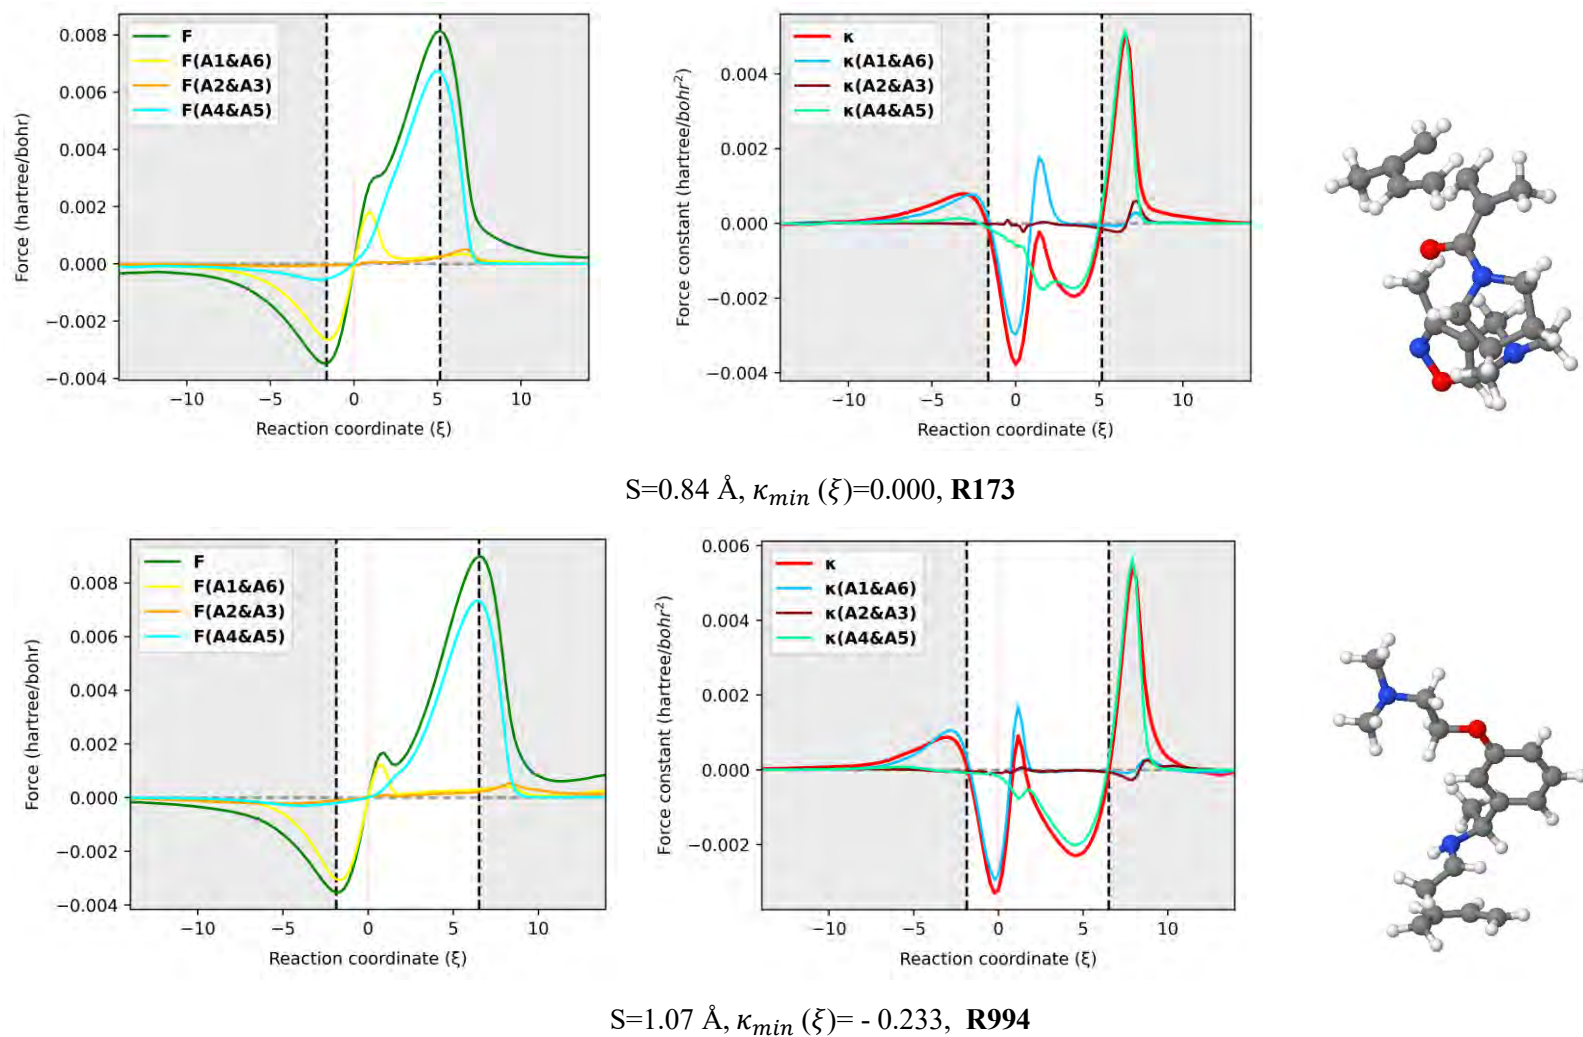 F
F(A1&A6)
F(A2&A3)
F(A4&A5)
Force (hartree/bohr)
0.008
0.006
0.004
0.002
0.000
−0.002
−0.004
−10 −5 0 5 10
Reaction coordinate (ξ)
κ
κ(A1&A6)
κ(A2&A3)
κ(A4&A5)
Force constant (hartree/bohr²)
0.004
0.002
0.000
−0.002
−0.004
−10 −5 0 5 10
Reaction coordinate (ξ)
S=0.84 Å, κmin (ξ)=0.000, R173
F
F(A1&A6)
F(A2&A3)
F(A4&A5)
Force (hartree/bohr)
0.008
0.006
0.004
0.002
0.000
−0.002
−0.004
−10 −5 0 5 10
Reaction coordinate (ξ)
κ
κ(A1&A6)
κ(A2&A3)
κ(A4&A5)
Force constant (hartree/bohr²)
0.006
0.004
0.002
0.000
−0.002
−10 −5 0 5 10
Reaction coordinate (ξ)
S=1.07 Å, κmin (ξ)= - 0.233, R994